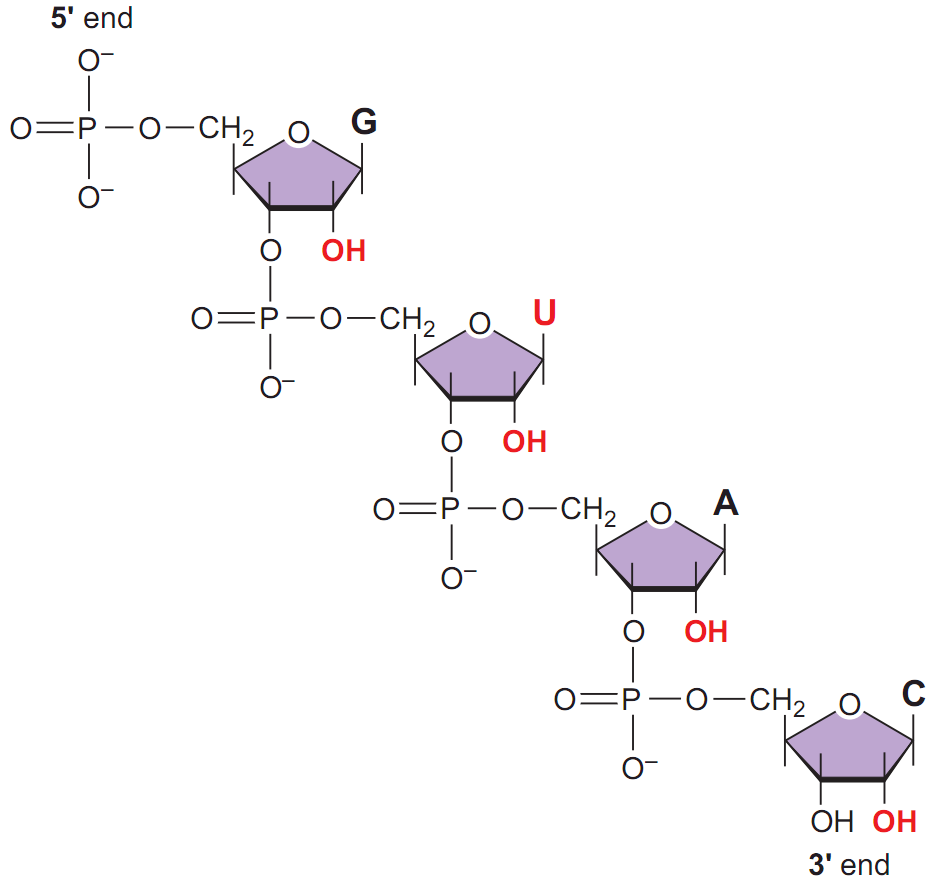 5' end
O⁻
O=P—O—CH₂ O G
O⁻
O OH
O=P—O—CH₂ O U
O⁻
O OH
O=P—O—CH₂ O A
O⁻
O OH
O=P—O—CH₂ O C
O⁻
OH OH
3' end